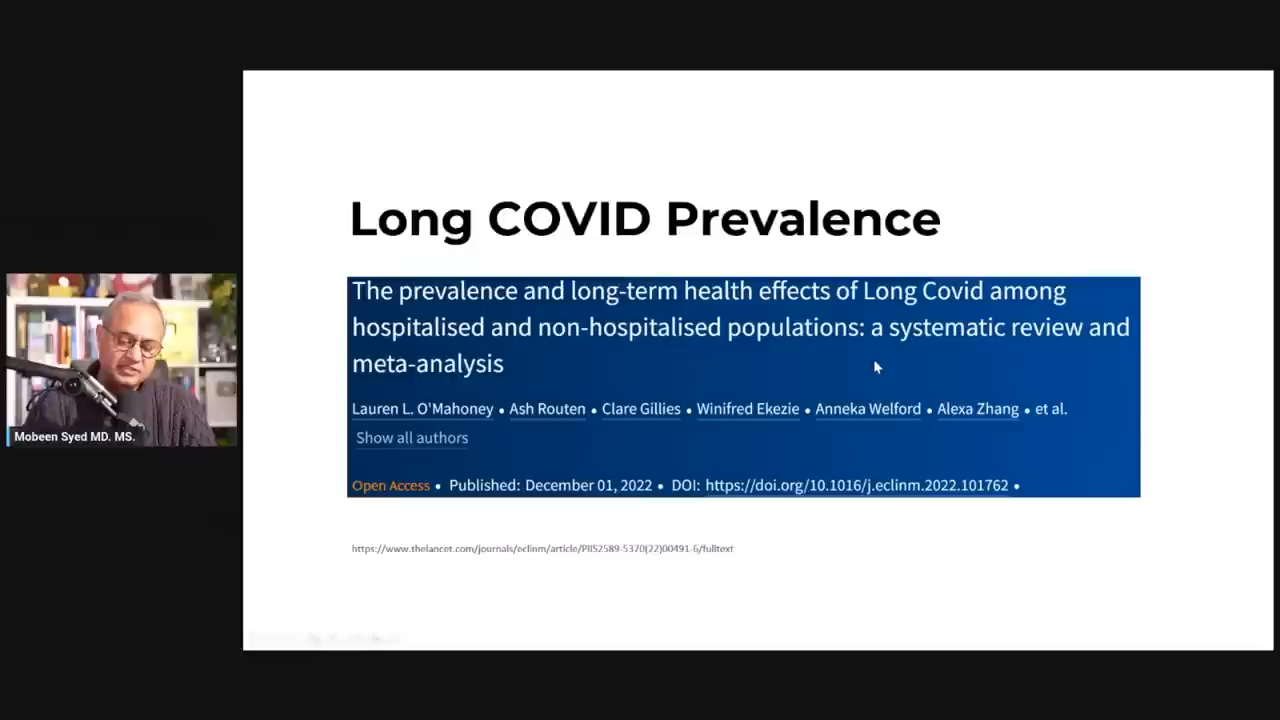 Long COVID Prevalence
The prevalence and long-term health effects of Long Covid among
hospitalised and non-hospitalised populations: a systematic review and
meta-analysis
Lauren L. O'Mahoney • Ash Routen • Clare Gillies • Winifred Ekezie • Anneka Welford • Alexa Zhang • et al.
Show all authors
Open Access • Published: December 01, 2022 • DOI: https://doi.org/10.1016/j.eclinm.2022.101762 •
https://www.thelancet.com/journals/eclinm/article/PIIS2589-5370(22)00491-6/fulltext
Mobeen Syed MD. MS.